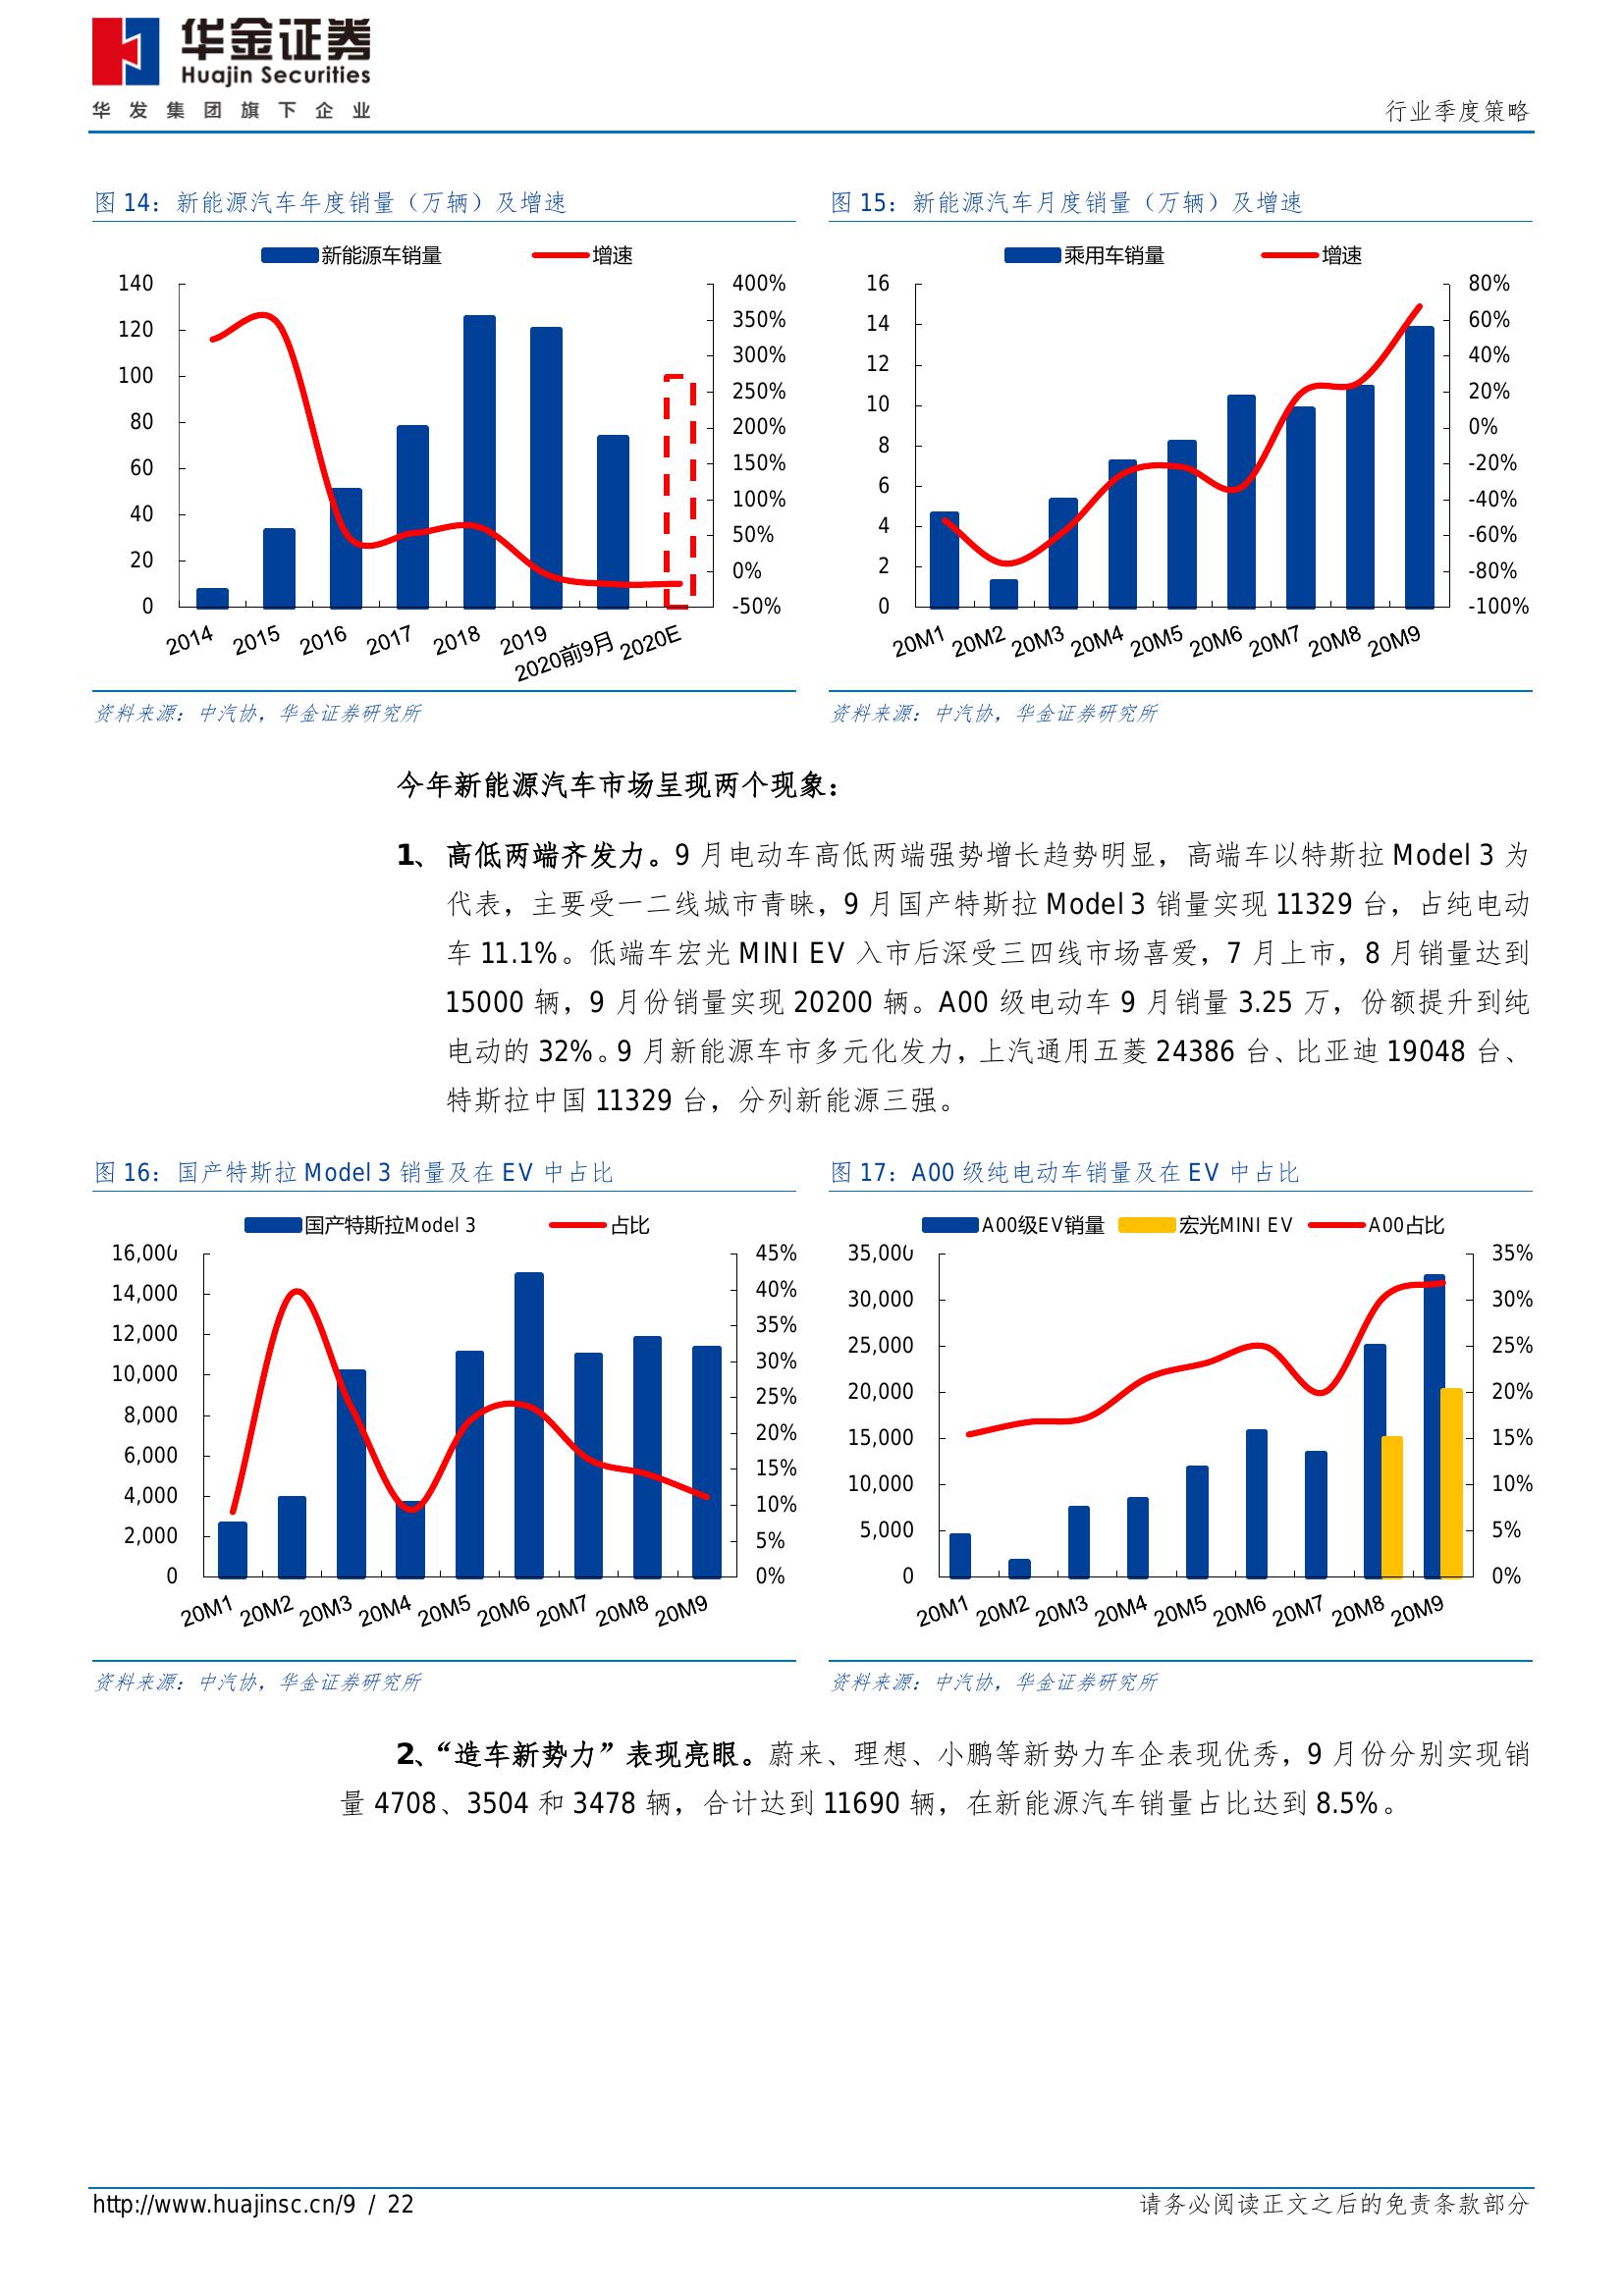 华金证券
Huajin Securities
华发集团旗下企业
行业季度策略
图 14：新能源汽车年度销量（万辆）及增速
新能源车销量 增速
140
120
100
80
60
40
20
0
400%
350%
300%
250%
200%
150%
100%
50%
0%
-50%
2014 2015 2016 2017 2018 2019 2020前9月 2020E
资料来源：中汽协，华金证券研究所
图 15：新能源汽车月度销量（万辆）及增速
乘用车销量 增速
16
14
12
10
8
6
4
2
0
80%
60%
40%
20%
0%
-20%
-40%
-60%
-80%
-100%
20M1 20M2 20M3 20M4 20M5 20M6 20M7 20M8 20M9
资料来源：中汽协，华金证券研究所
今年新能源汽车市场呈现两个现象：
1、 高低两端齐发力。9 月电动车高低两端强势增长趋势明显，高端车以特斯拉 Model 3 为
代表，主要受一二线城市青睐，9 月国产特斯拉 Model 3 销量实现 11329 台，占纯电动
车 11.1%。低端车宏光 MINI EV 入市后深受三四线市场喜爱，7 月上市，8 月销量达到
15000 辆，9 月份销量实现 20200 辆。A00 级电动车 9 月销量 3.25 万，份额提升到纯
电动的 32%。9 月新能源车市多元化发力，上汽通用五菱 24386 台、比亚迪 19048 台、
特斯拉中国 11329 台，分列新能源三强。
图 16：国产特斯拉 Model 3 销量及在 EV 中占比
国产特斯拉Model 3 占比
16,000
14,000
12,000
10,000
8,000
6,000
4,000
2,000
0
45%
40%
35%
30%
25%
20%
15%
10%
5%
0%
20M1 20M2 20M3 20M4 20M5 20M6 20M7 20M8 20M9
资料来源：中汽协，华金证券研究所
图 17：A00 级纯电动车销量及在 EV 中占比
A00级EV销量 宏光MINI EV A00占比
35,000
30,000
25,000
20,000
15,000
10,000
5,000
0
35%
30%
25%
20%
15%
10%
5%
0%
20M1 20M2 20M3 20M4 20M5 20M6 20M7 20M8 20M9
资料来源：中汽协，华金证券研究所
2、“造车新势力”表现亮眼。蔚来、理想、小鹏等新势力车企表现优秀，9 月份分别实现销
量 4708、3504 和 3478 辆，合计达到 11690 辆，在新能源汽车销量占比达到 8.5%。
http://www.huajinsc.cn/9 / 22
请务必阅读正文之后的免责条款部分